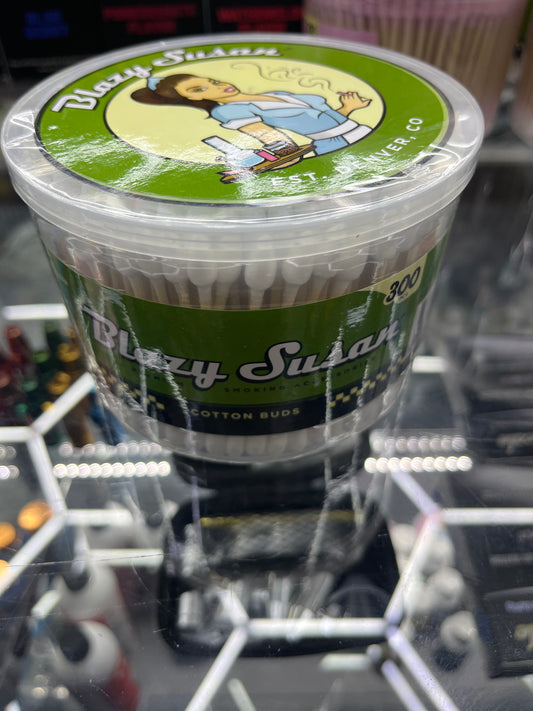 Blazy Susan
EST. DENVER, CO
300
Blazy Susan
SMOKING ACCESSORIES
COTTON BUDS